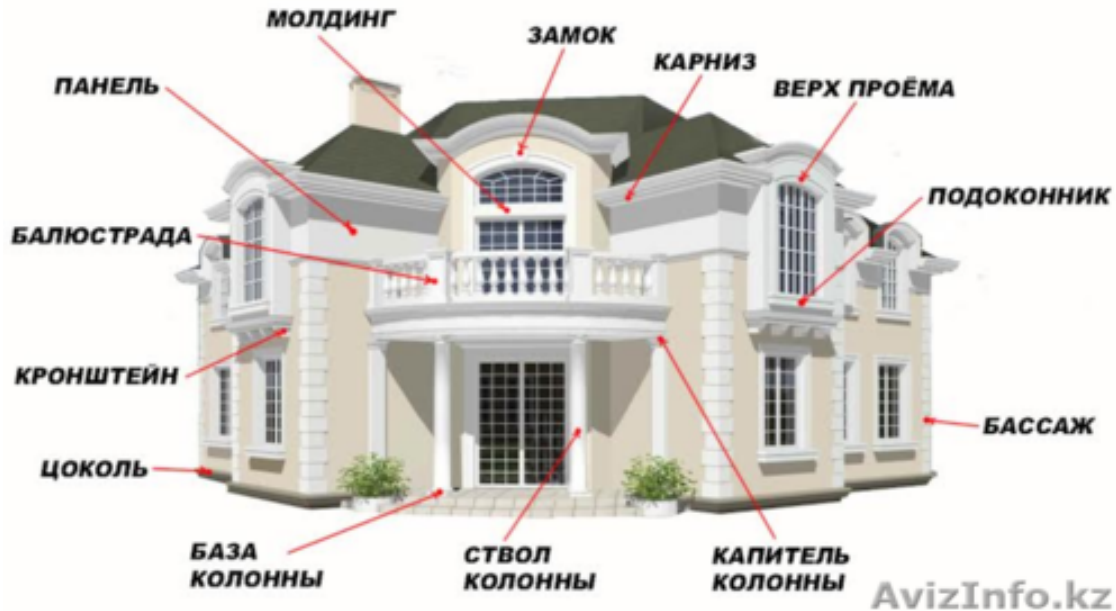 МОЛДИНГ
ЗАМОК
КАРНИЗ
ПАНЕЛЬ
ВЕРХ ПРОЁМА
ПОДОКОННИК
БАЛЮСТРАДА
КРОНШТЕЙН
БАССАЖ
ЦОКОЛЬ
БАЗА
КОЛОННЫ
СТВОЛ
КОЛОННЫ
КАПИТЕЛЬ
КОЛОННЫ
AvizInfo.kz